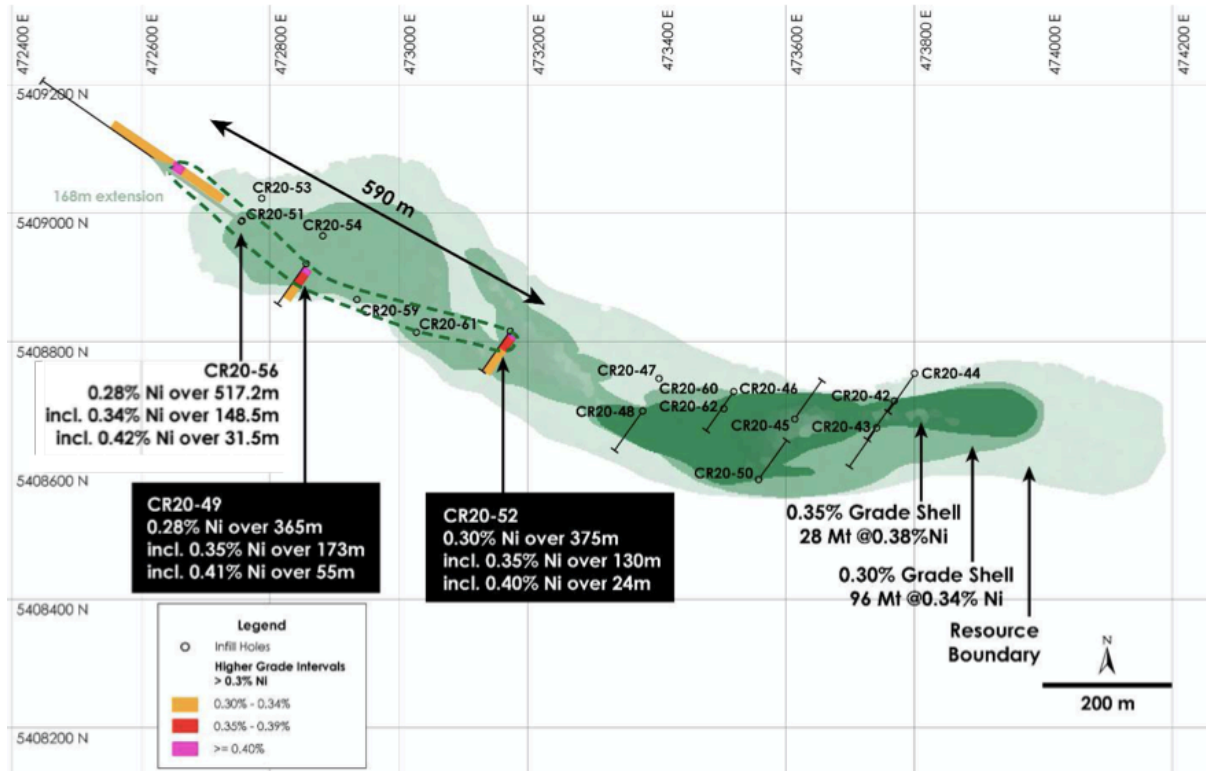 472400 E
472600 E
472800 E
473000 E
473200 E
473400 E
473600 E
473800 E
474000 E
474200 E
5409200 N
168m extension
CR20-53
590 m
5409000 N
CR20-51
CR20-54
CR20-59
CR20-61
5408800 N
CR20-56
0.28% Ni over 517.2m
incl. 0.34% Ni over 148.5m
incl. 0.42% Ni over 31.5m
CR20-47
CR20-60
CR20-46
CR20-44
CR20-48
CR20-62
CR20-42
CR20-45
CR20-43
CR20-50
5408600 N
CR20-49
0.28% Ni over 365m
incl. 0.35% Ni over 173m
incl. 0.41% Ni over 55m
CR20-52
0.30% Ni over 375m
incl. 0.35% Ni over 130m
incl. 0.40% Ni over 24m
0.35% Grade Shell
28 Mt @0.38%Ni
0.30% Grade Shell
96 Mt @0.34% Ni
Resource
Boundary
5408400 N
Legend
Infill Holes
Higher Grade Intervals
> 0.3% Ni
0.30% - 0.34%
0.35% - 0.39%
>= 0.40%
N
200 m
5408200 N